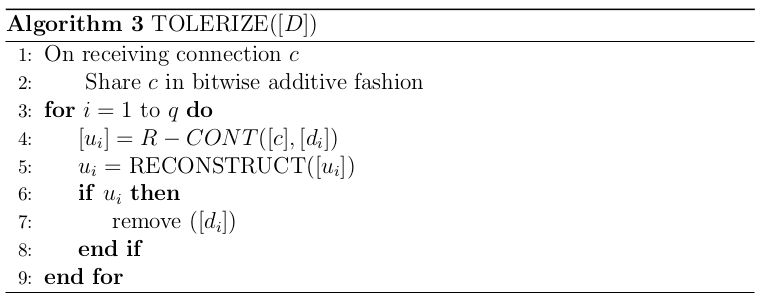 Algorithm 3 TOLERIZE([D])
1: On receiving connection c
2: Share c in bitwise additive fashion
3: for i = 1 to q do
4: [u_i] = R − CONT([c], [d_i])
5: u_i = RECONSTRUCT([u_i])
6: if u_i then
7: remove ([d_i])
8: end if
9: end for